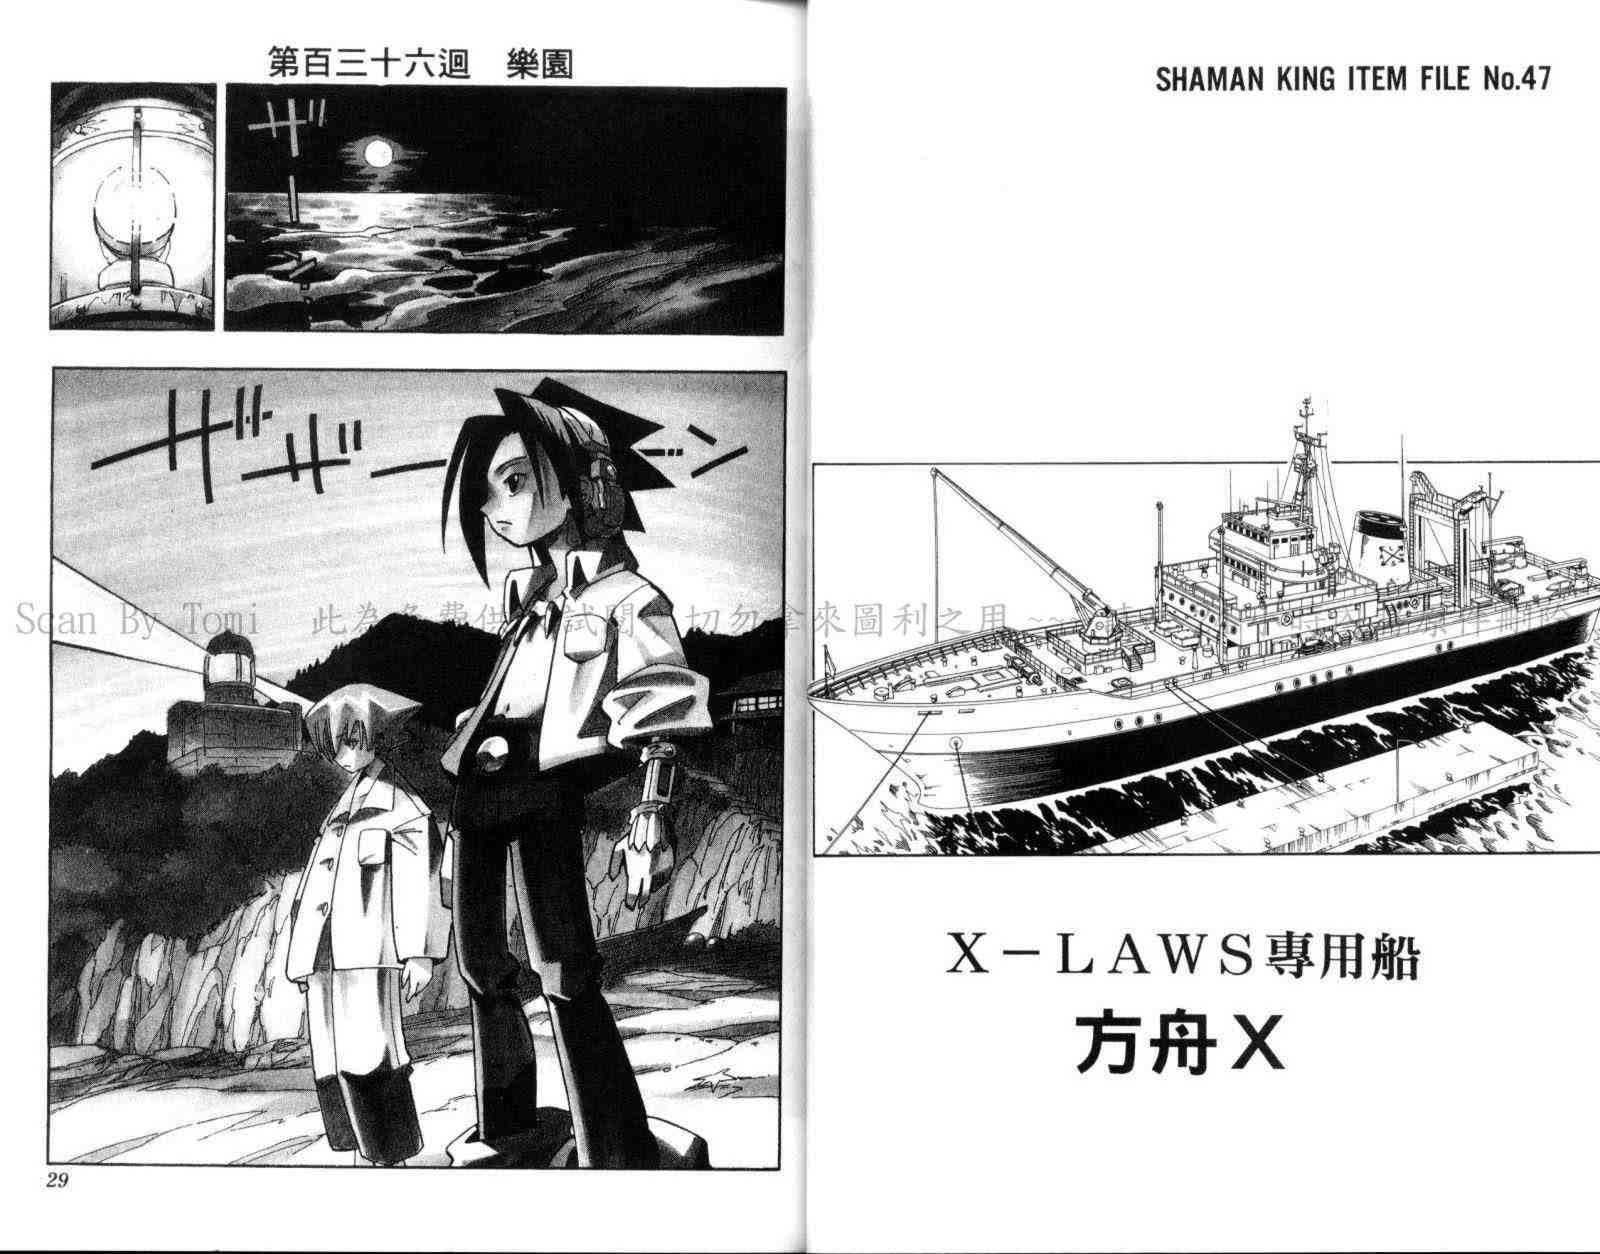 SHAMAN KING ITEM FILE No.47
X－LAWS專用船
方舟X
第百三十六迴　樂園
ザ
ザザーン
Scan By Tomi 此為免費供 試閱 切勿拿來圖利之用 ~~
29